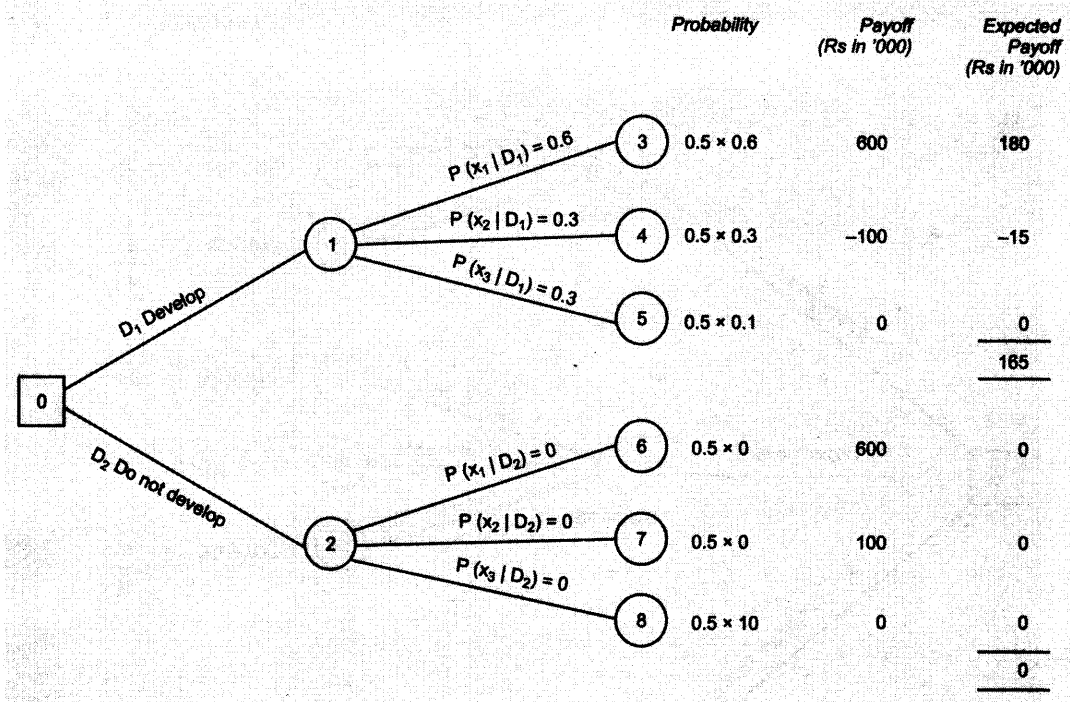 Probability Payoff Expected
(Rs in '000) Payoff
(Rs in '000)
P (x₁ | D₁) = 0.6
3 0.5 × 0.6 600 180
P (x₂ | D₁) = 0.3
1 4 0.5 × 0.3 –100 –15
P (x₃ | D₁) = 0.3
D₁ Develop
5 0.5 × 0.1 0 0
165
0
D₂ Do not develop
P (x₁ | D₂) = 0
6 0.5 × 0 600 0
P (x₂ | D₂) = 0
2 7 0.5 × 0 100 0
P (x₃ | D₂) = 0
8 0.5 × 10 0 0
0